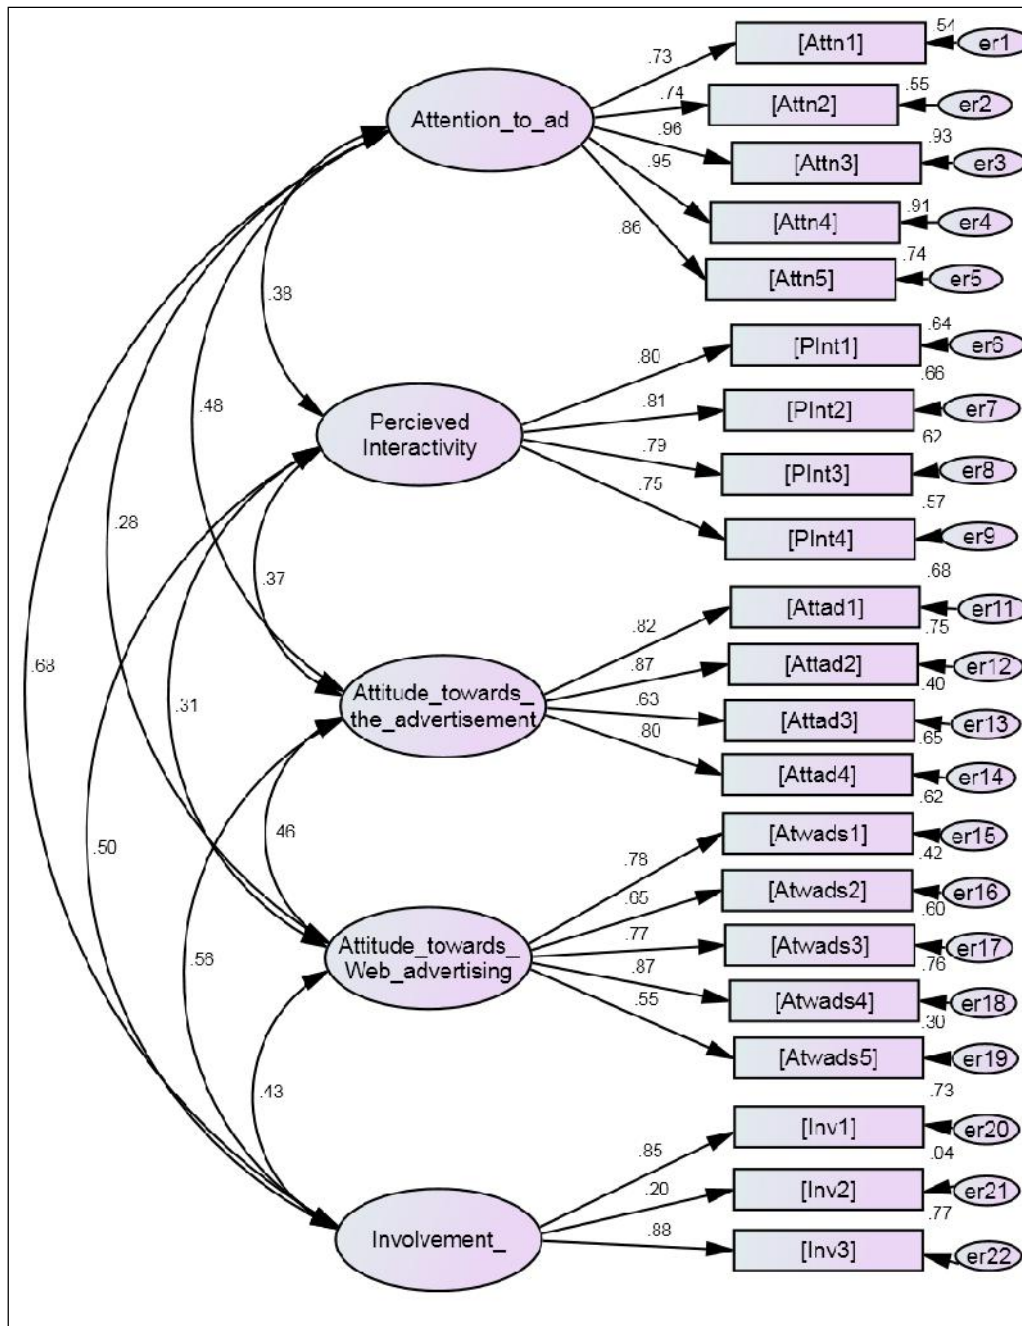 .54
[Attn1]
er1
.73
Attention_to_ad
.74
[Attn2]
.55
er2
.96
[Attn3]
.93
er3
.95
[Attn4]
.91
er4
.86
[Attn5]
.74
er5
.38
.64
[PInt1]
er6
.80
.66
.48
Percieved
Interactivity
.81
[PInt2]
er7
.62
.79
[PInt3]
er8
.75
.57
[PInt4]
er9
.28
.37
.68
[Attad1]
er11
.82
.75
.68
Attitude_towards_
the_advertisement
.87
[Attad2]
er12
.40
.63
[Attad3]
er13
.65
.80
[Attad4]
er14
.62
.31
.50
.46
[Atwads1]
er15
.78
.42
.65
[Atwads2]
er16
.60
Attitude_towards_
Web_advertising
.77
[Atwads3]
er17
.76
.87
[Atwads4]
er18
.30
.55
[Atwads5]
er19
.73
.43
[Inv1]
er20
.85
.04
.20
[Inv2]
er21
.77
Involvement_
.88
[Inv3]
er22